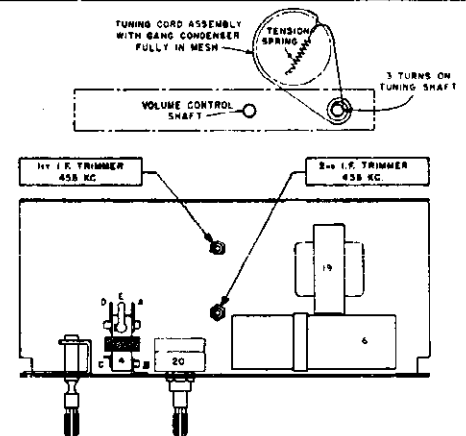 TUNING CORD ASSEMBLY
WITH GANG CONDENSER
FULLY IN MESH
TENSION
SPRING
3 TURNS ON
TUNING SHAFT
VOLUME CONTROL
SHAFT
1ST I.F. TRIMMER
455 KC.
2ND I.F. TRIMMER
455 KC.
E
D A
19
C 4 B
20
6